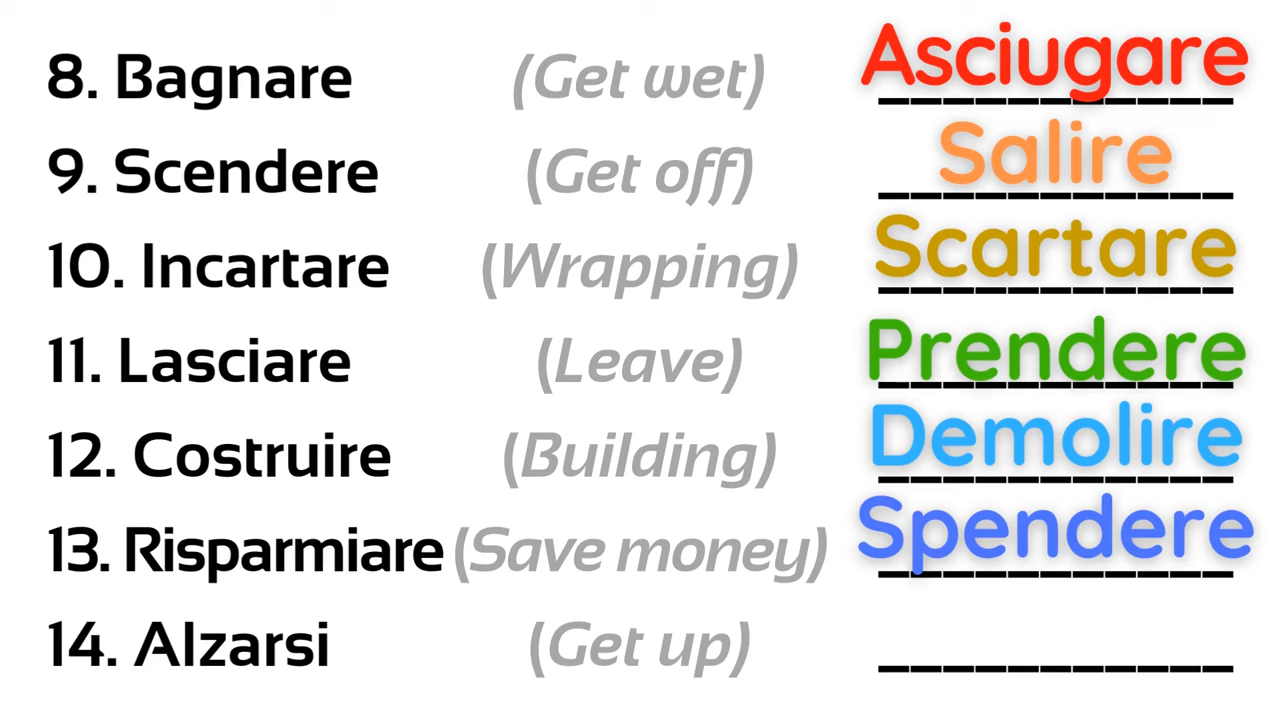 8. Bagnare (Get wet) Asciugare
9. Scendere (Get off) Salire
10. Incartare (Wrapping) Scartare
11. Lasciare (Leave) Prendere
12. Costruire (Building) Demolire
13. Risparmiare (Save money) Spendere
14. Alzarsi (Get up) ___________